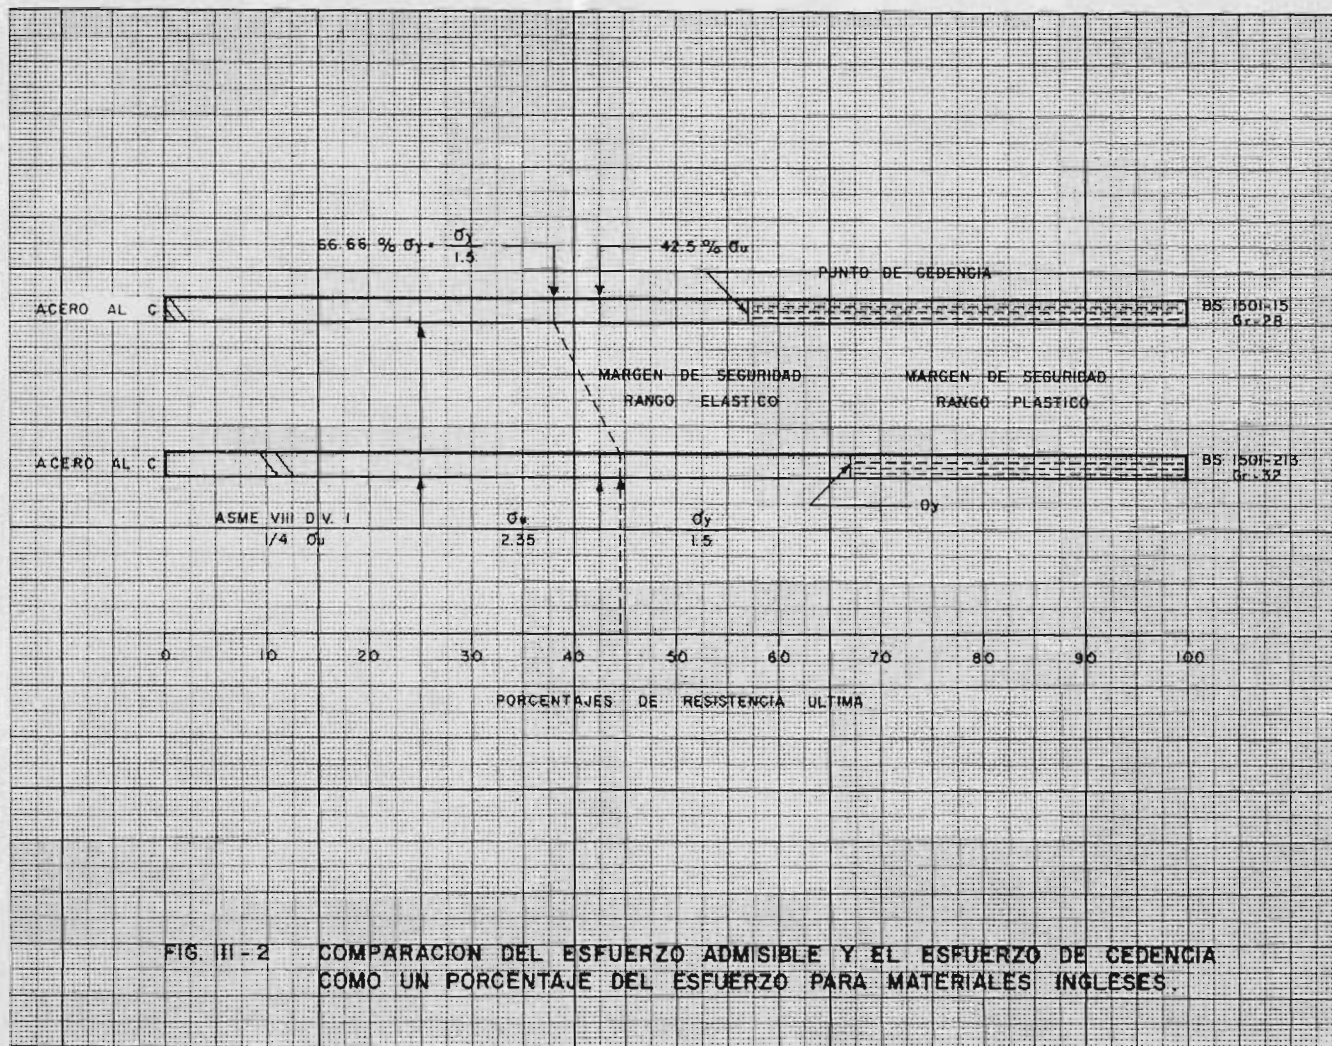 66.66 % σy = σy / 1.5
42.5 % σu
PUNTO DE CEDENCIA
ACERO AL C
BS 1501-15
Gr-28
MARGEN DE SEGURIDAD
RANGO ELASTICO
MARGEN DE SEGURIDAD
RANGO PLASTICO
ACERO AL C
BS 1501-213
Gr-32
σy
ASME VIII DIV. 1
1/4 σu
σu / 2.35
σy / 1.5
0 10 20 30 40 50 60 70 80 90 100
PORCENTAJES DE RESISTENCIA ULTIMA
FIG. III - 2 COMPARACION DEL ESFUERZO ADMISIBLE Y EL ESFUERZO DE CEDENCIA
COMO UN PORCENTAJE DEL ESFUERZO PARA MATERIALES INGLESES.